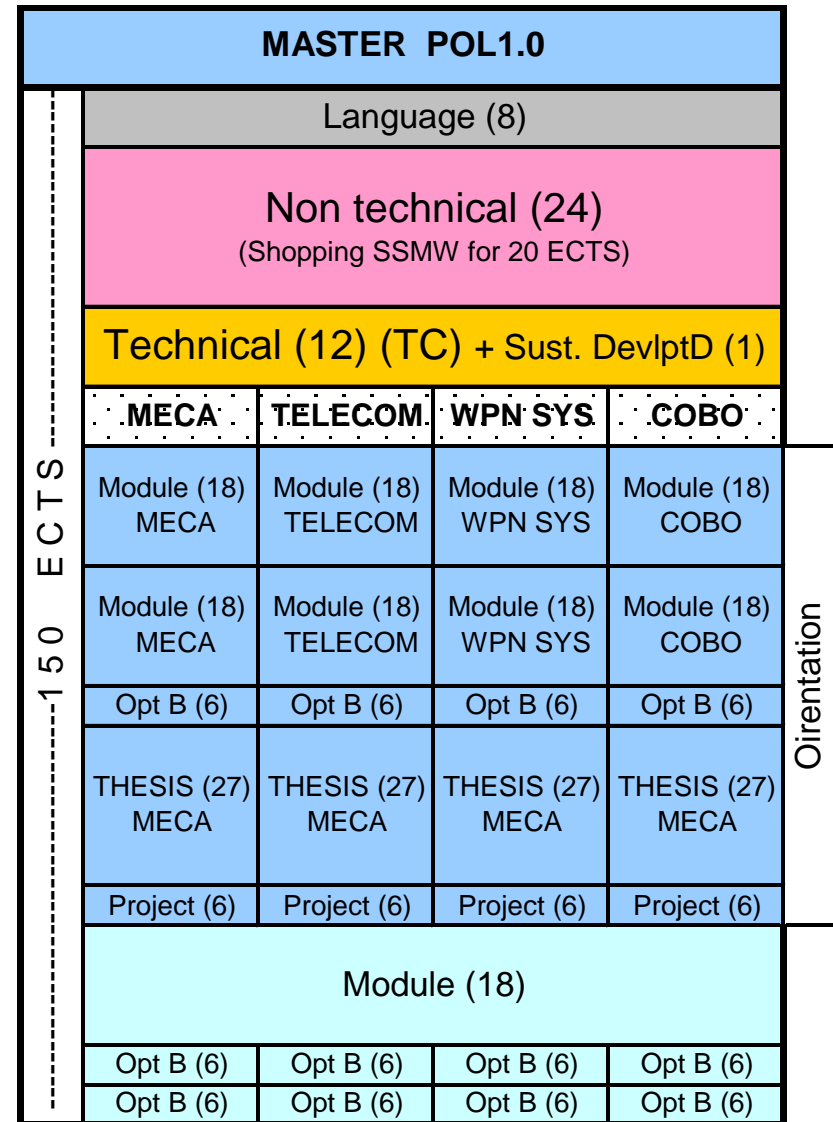 MASTER POL1.0
Language (8)
Non technical (24)
(Shopping SSMW for 20 ECTS)
Technical (12) (TC) + Sust. DevlptD (1)
MECA TELECOM WPN SYS COBO
Module (18) Module (18) Module (18) Module (18)
MECA TELECOM WPN SYS COBO
Module (18) Module (18) Module (18) Module (18)
MECA TELECOM WPN SYS COBO
Opt B (6) Opt B (6) Opt B (6) Opt B (6)
THESIS (27) THESIS (27) THESIS (27) THESIS (27)
MECA MECA MECA MECA
Project (6) Project (6) Project (6) Project (6)
Module (18)
Opt B (6) Opt B (6) Opt B (6) Opt B (6)
Opt B (6) Opt B (6) Opt B (6) Opt B (6)
150 ECTS
Oirentation